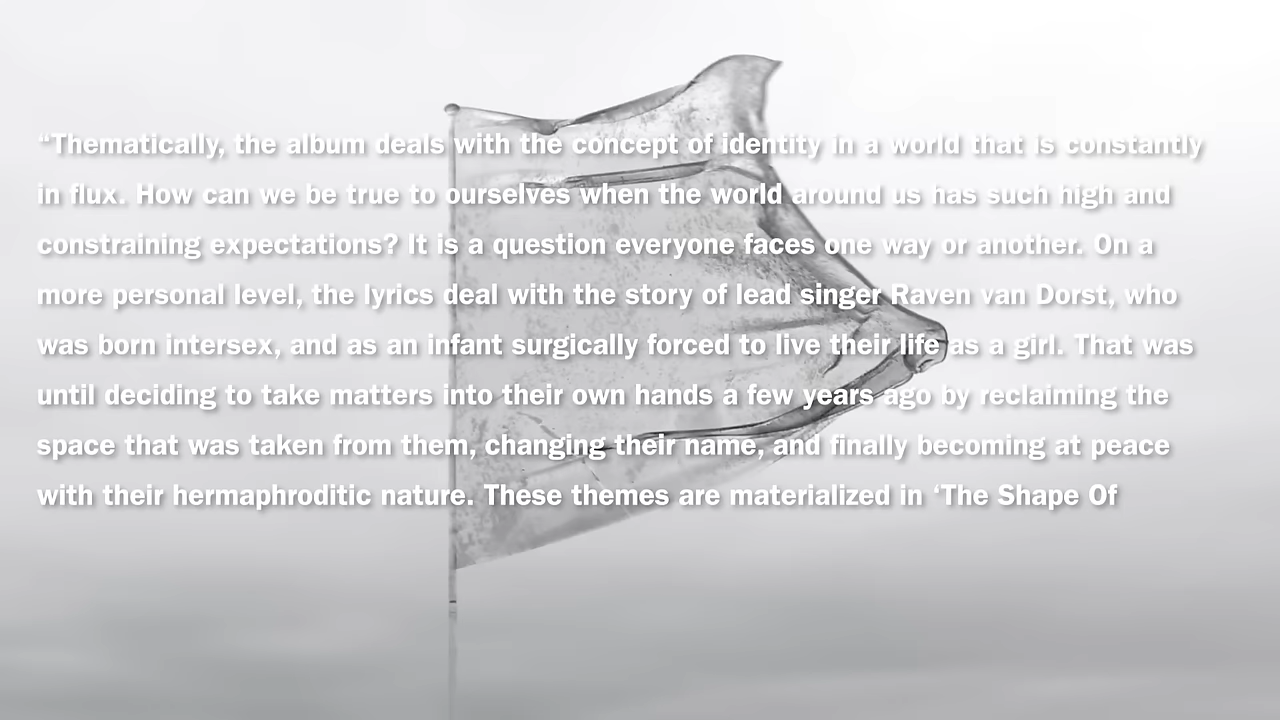 “Thematically, the album deals with the concept of identity in a world that is constantly
in flux. How can we be true to ourselves when the world around us has such high and
constraining expectations? It is a question everyone faces one way or another. On a
more personal level, the lyrics deal with the story of lead singer Raven van Dorst, who
was born intersex, and as an infant surgically forced to live their life as a girl. That was
until deciding to take matters into their own hands a few years ago by reclaiming the
space that was taken from them, changing their name, and finally becoming at peace
with their hermaphroditic nature. These themes are materialized in ‘The Shape Of